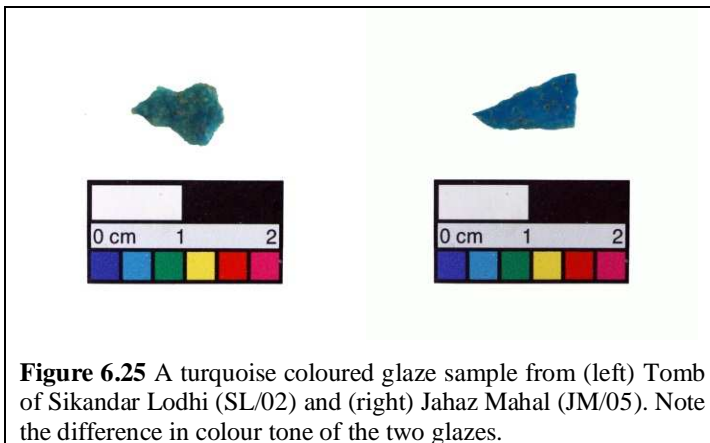 0 cm 1 2
0 cm 1 2
Figure 6.25 A turquoise coloured glaze sample from (left) Tomb
of Sikandar Lodhi (SL/02) and (right) Jahaz Mahal (JM/05). Note
the difference in colour tone of the two glazes.